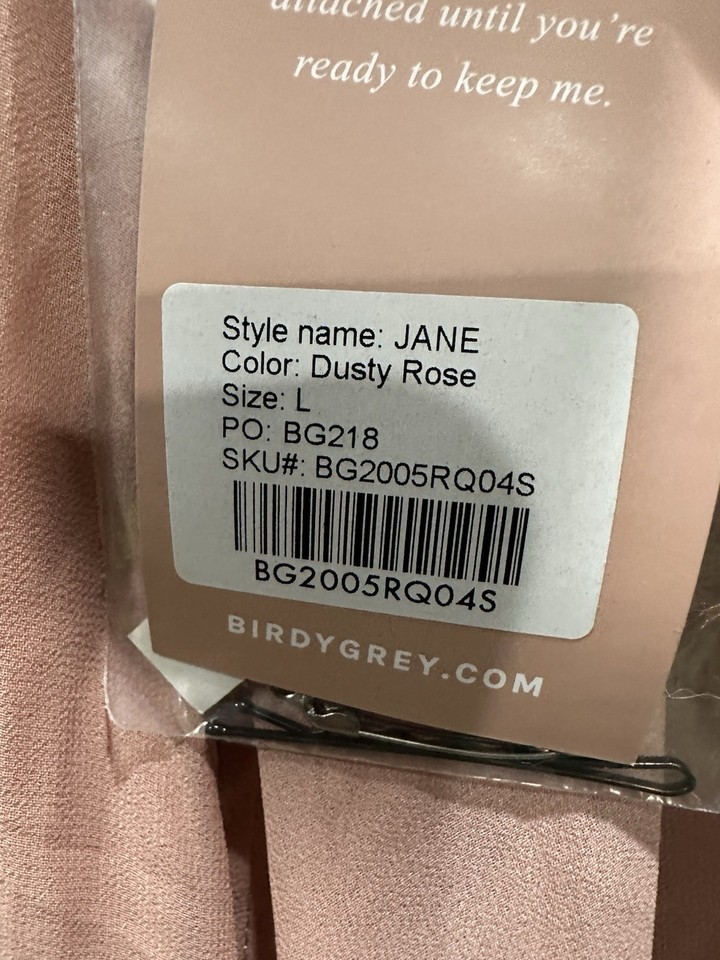 attached until you're
ready to keep me.
Style name: JANE
Color: Dusty Rose
Size: L
PO: BG218
SKU#: BG2005RQ04S
BG2005RQ04S
BIRDYGREY.COM